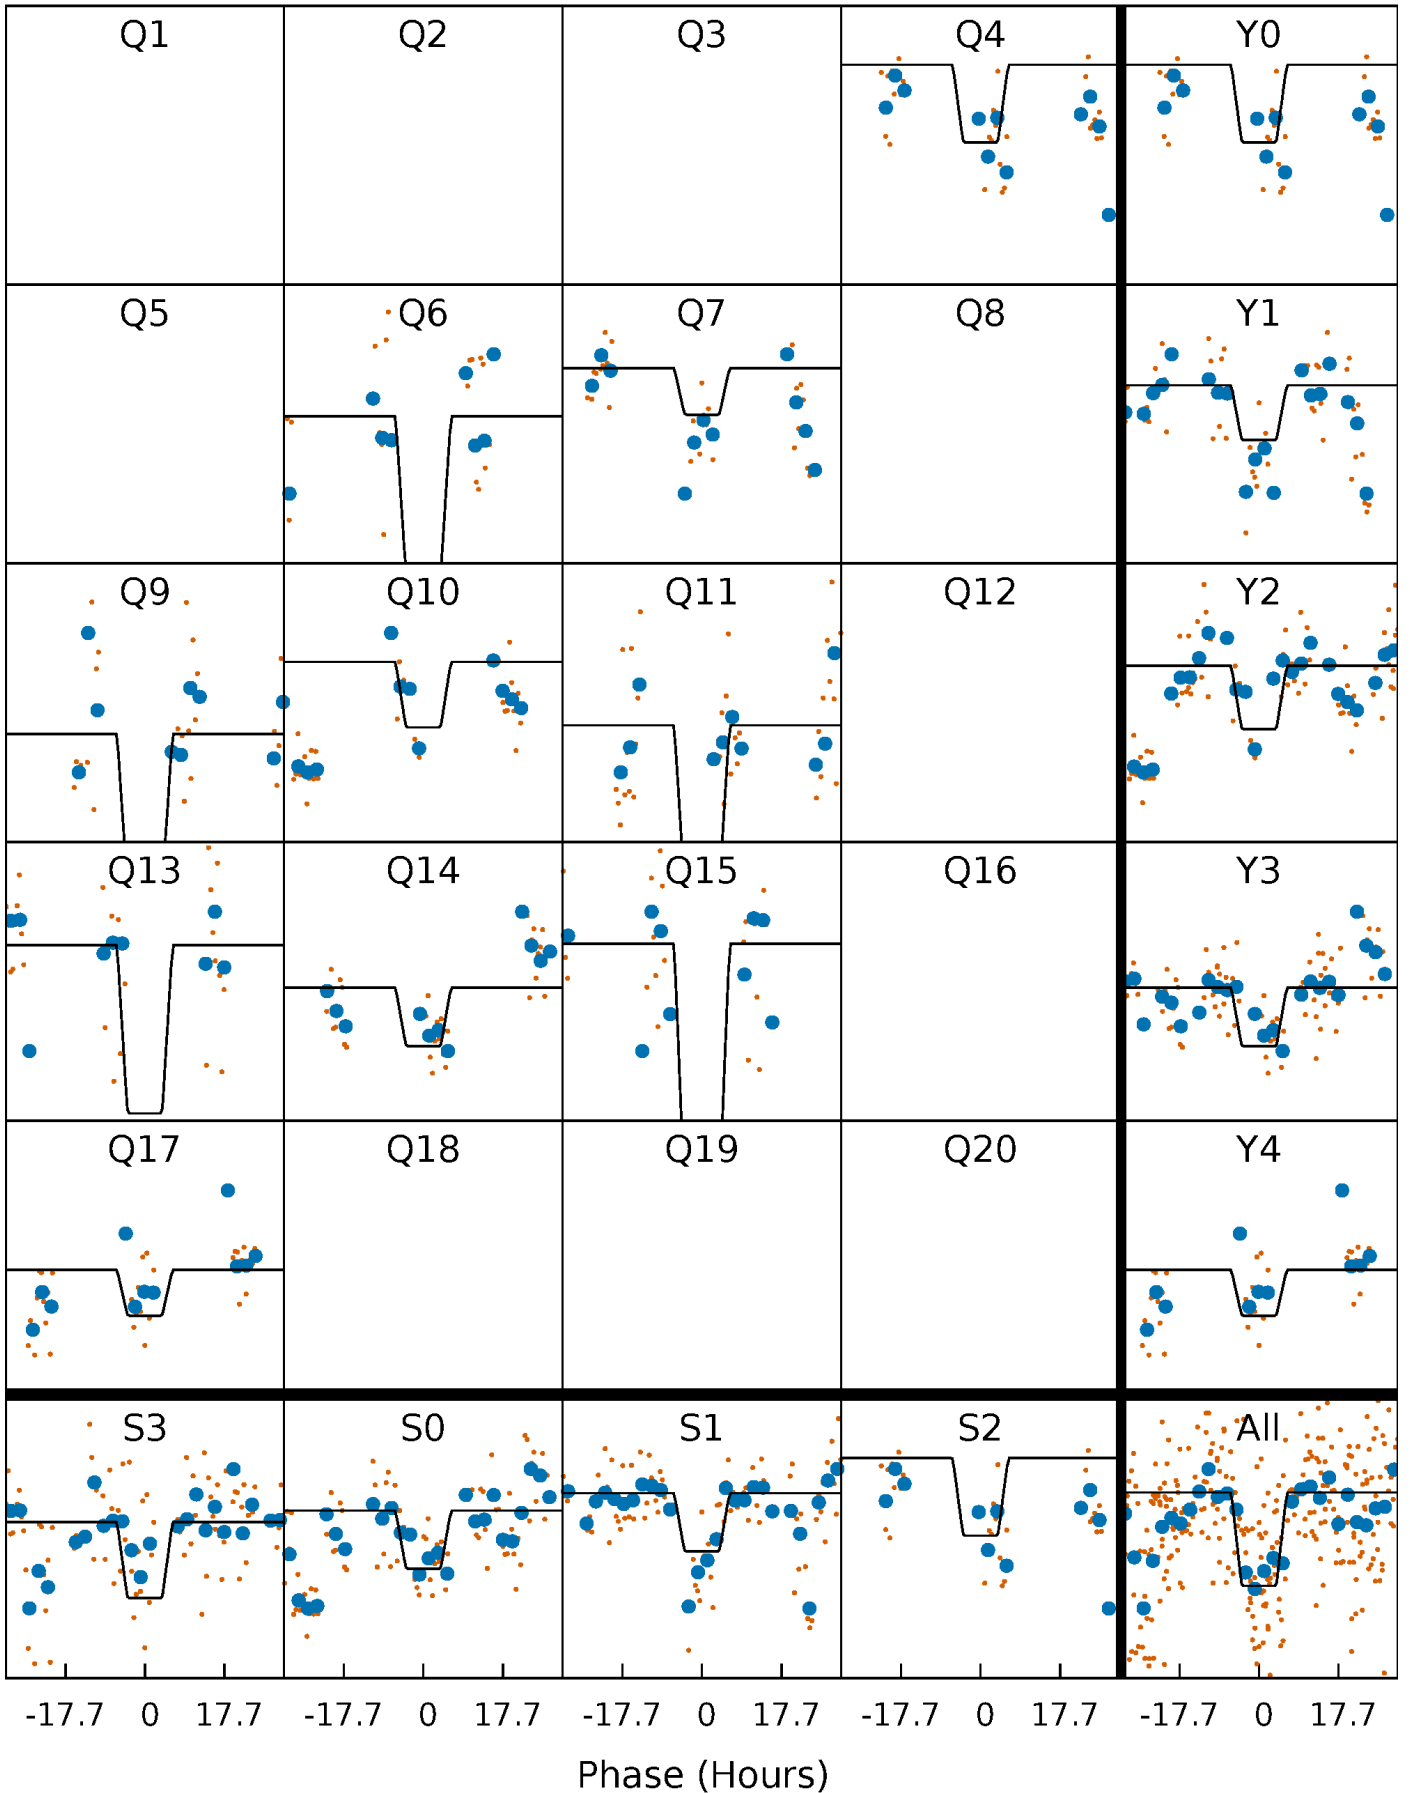 Q1 Q2 Q3 Q4 Y0
Q5 Q6 Q7 Q8 Y1
Q9 Q10 Q11 Q12 Y2
Q13 Q14 Q15 Q16 Y3
Q17 Q18 Q19 Q20 Y4
S3 S0 S1 S2 All
-17.7 0 17.7 -17.7 0 17.7 -17.7 0 17.7 -17.7 0 17.7 -17.7 0 17.7
Phase (Hours)